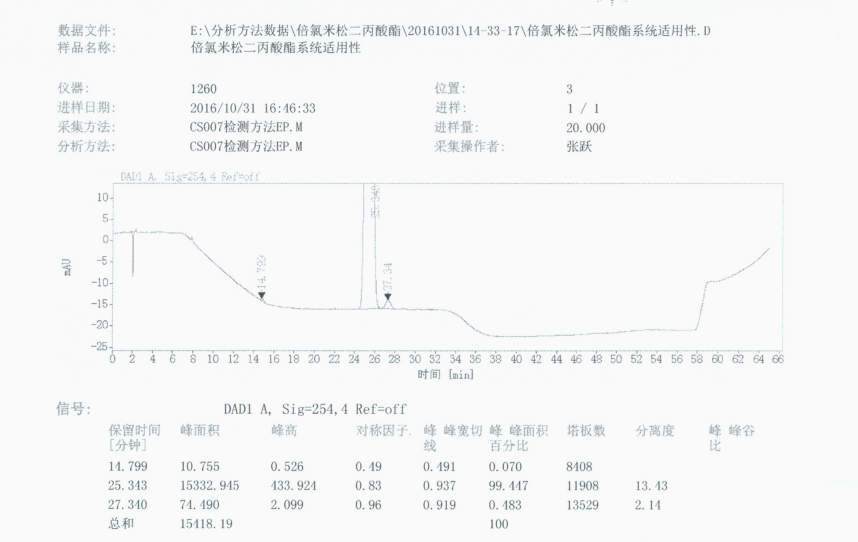 数据文件: E:\分析方法数据\倍氯米松二丙酸酯\20161031\14-33-17\倍氯米松二丙酸酯系统适用性.D
样品名称: 倍氯米松二丙酸酯系统适用性
仪器: 1260 位置: 3
进样日期: 2016/10/31 16:46:33 进样: 1 / 1
采集方法: CS007检测方法EP.M 进样量: 20.000
分析方法: CS007检测方法EP.M 采集操作者: 张跃
DAD1 A, Sig=254,4 Ref=off
mAU
10
5
0
-5
-10
-15
-20
-25
14.799
25.343
27.34
0 2 4 6 8 10 12 14 16 18 20 22 24 26 28 30 32 34 36 38 40 42 44 46 48 50 52 54 56 58 60 62 64 66
时间 [min]
信号: DAD1 A, Sig=254,4 Ref=off
保留时间 峰面积 峰高 对称因子. 峰 峰宽切 峰 峰面积 塔板数 分离度 峰 峰谷
[分钟] 线 百分比 比
14.799 10.755 0.526 0.49 0.491 0.070 8408
25.343 15332.945 433.924 0.83 0.937 99.447 11908 13.43
27.340 74.490 2.099 0.96 0.919 0.483 13529 2.14
总和 15418.19 100